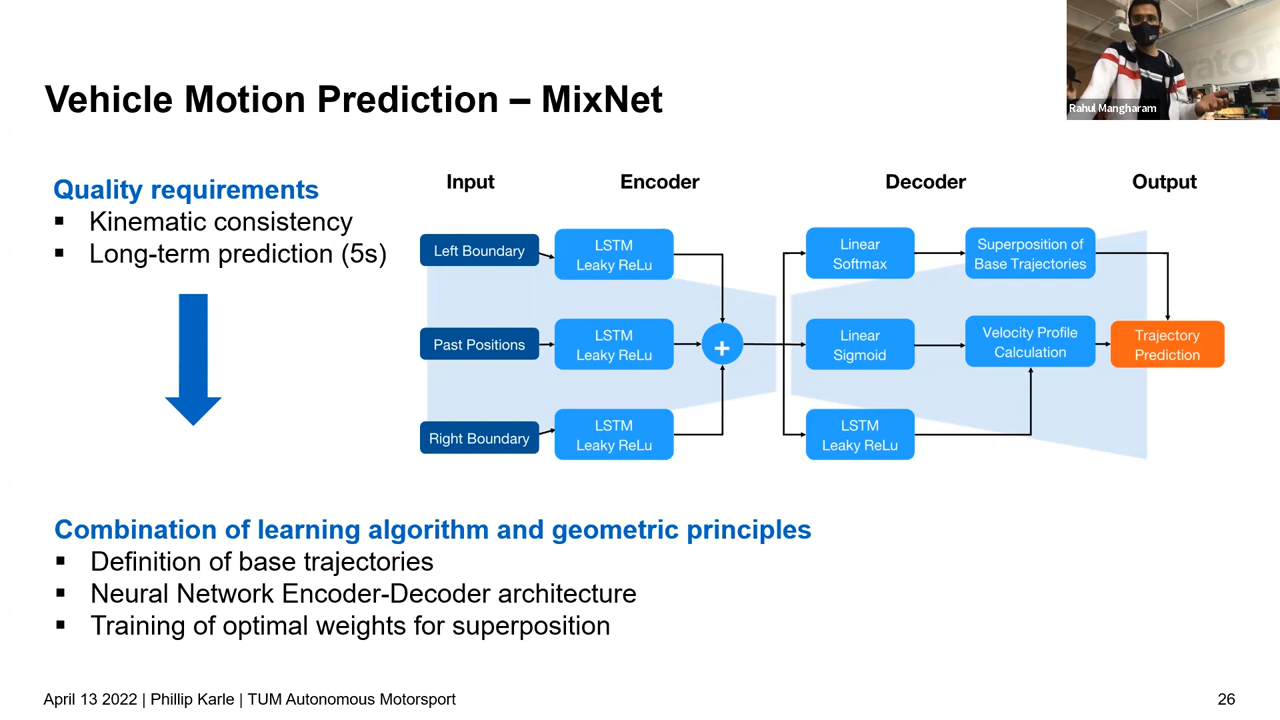 Vehicle Motion Prediction – MixNet
Rahul Mangharam
Quality requirements
▪ Kinematic consistency
▪ Long-term prediction (5s)
Input
Encoder
Decoder
Output
Left Boundary
LSTM
Leaky ReLu
Linear
Softmax
Superposition of
Base Trajectories
Past Positions
LSTM
Leaky ReLu
+
Linear
Sigmoid
Velocity Profile
Calculation
Trajectory
Prediction
Right Boundary
LSTM
Leaky ReLu
LSTM
Leaky ReLu
Combination of learning algorithm and geometric principles
▪ Definition of base trajectories
▪ Neural Network Encoder-Decoder architecture
▪ Training of optimal weights for superposition
April 13 2022 | Phillip Karle | TUM Autonomous Motorsport
26